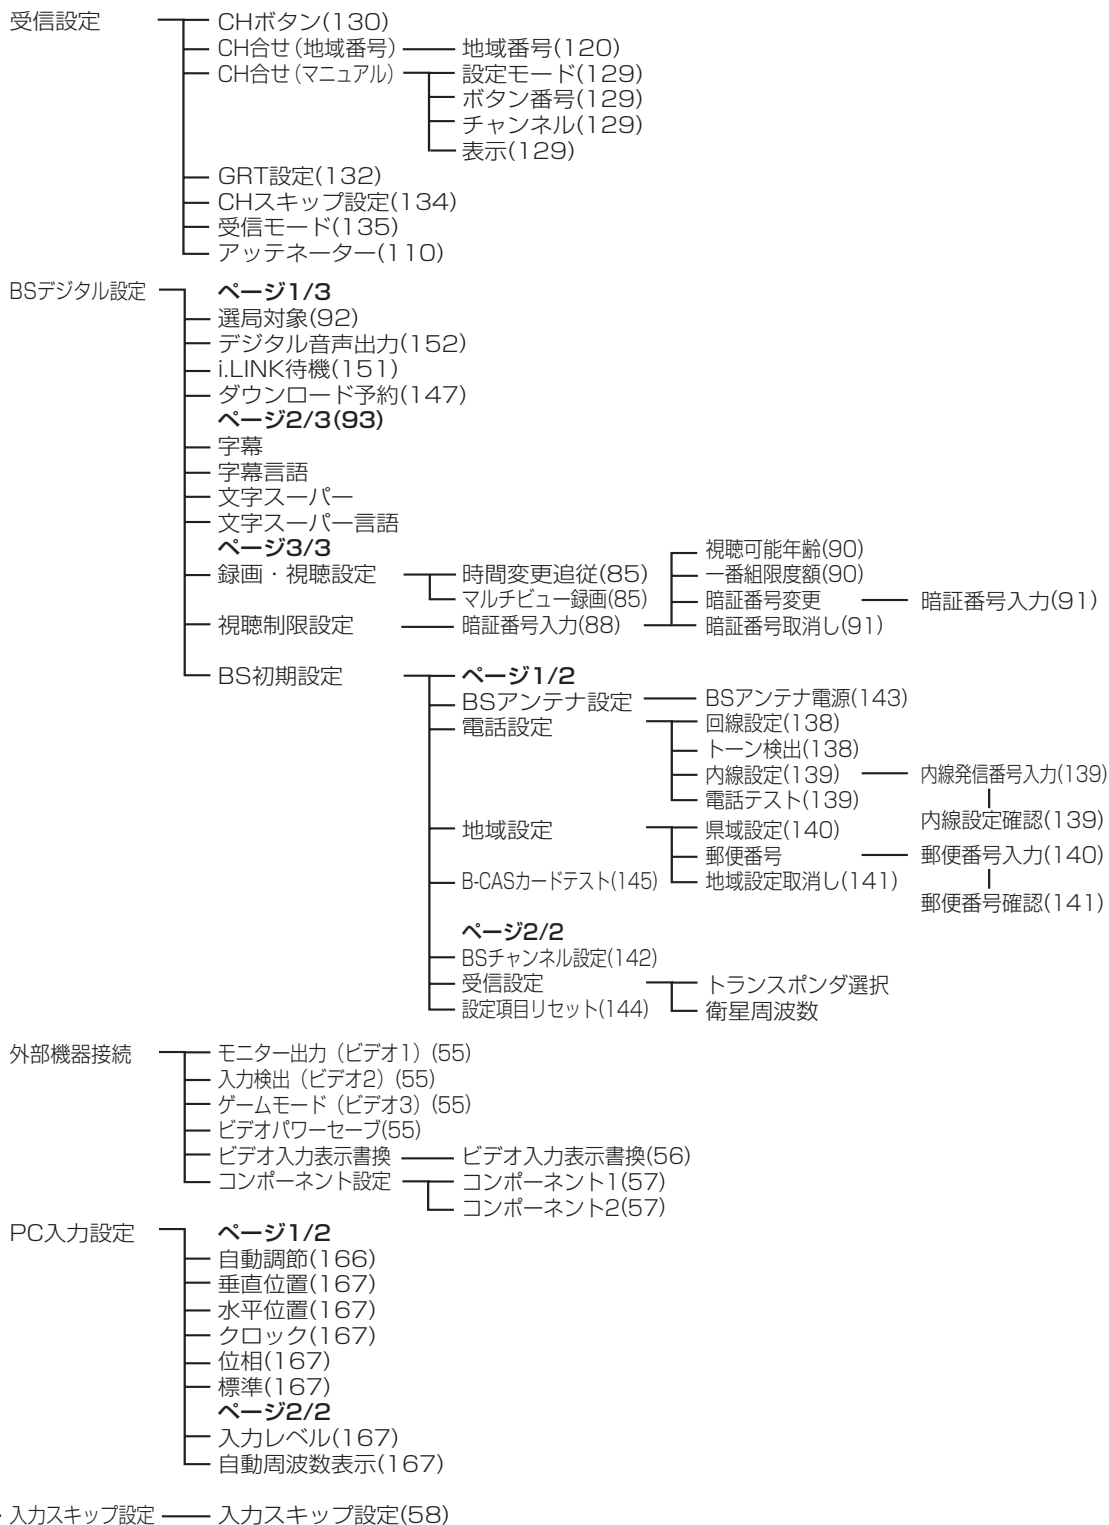 受信設定 CHボタン(130)
CH合せ(地域番号) 地域番号(120)
CH合せ(マニュアル) 設定モード(129)
ボタン番号(129)
チャンネル(129)
表示(129)
GRT設定(132)
CHスキップ設定(134)
受信モード(135)
アッテネーター(110)
BSデジタル設定 ページ1/3
選局対象(92)
デジタル音声出力(152)
i.LINK待機(151)
ダウンロード予約(147)
ページ2/3(93)
字幕
字幕言語
文字スーパー
文字スーパー言語
ページ3/3 視聴可能年齢(90)
録画・視聴設定 時間変更追従(85) 一番組限度額(90)
マルチビュー録画(85) 暗証番号変更 暗証番号入力(91)
視聴制限設定 暗証番号入力(88) 暗証番号取消し(91)
BS初期設定 ページ1/2
BSアンテナ設定 BSアンテナ電源(143)
電話設定 回線設定(138)
トーン検出(138)
内線設定(139) 内線発信番号入力(139)
電話テスト(139)
内線設定確認(139)
地域設定 県域設定(140)
郵便番号 郵便番号入力(140)
B-CASカードテスト(145) 地域設定取消し(141)
郵便番号確認(141)
ページ2/2
BSチャンネル設定(142)
受信設定 トランスポンダ選択
設定項目リセット(144) 衛星周波数
外部機器接続 モニター出力（ビデオ1）(55)
入力検出（ビデオ2）(55)
ゲームモード（ビデオ3）(55)
ビデオパワーセーブ(55)
ビデオ入力表示書換 ビデオ入力表示書換(56)
コンポーネント設定 コンポーネント1(57)
コンポーネント2(57)
PC入力設定 ページ1/2
自動調節(166)
垂直位置(167)
水平位置(167)
クロック(167)
位相(167)
標準(167)
ページ2/2
入力レベル(167)
自動周波数表示(167)
入力スキップ設定 入力スキップ設定(58)